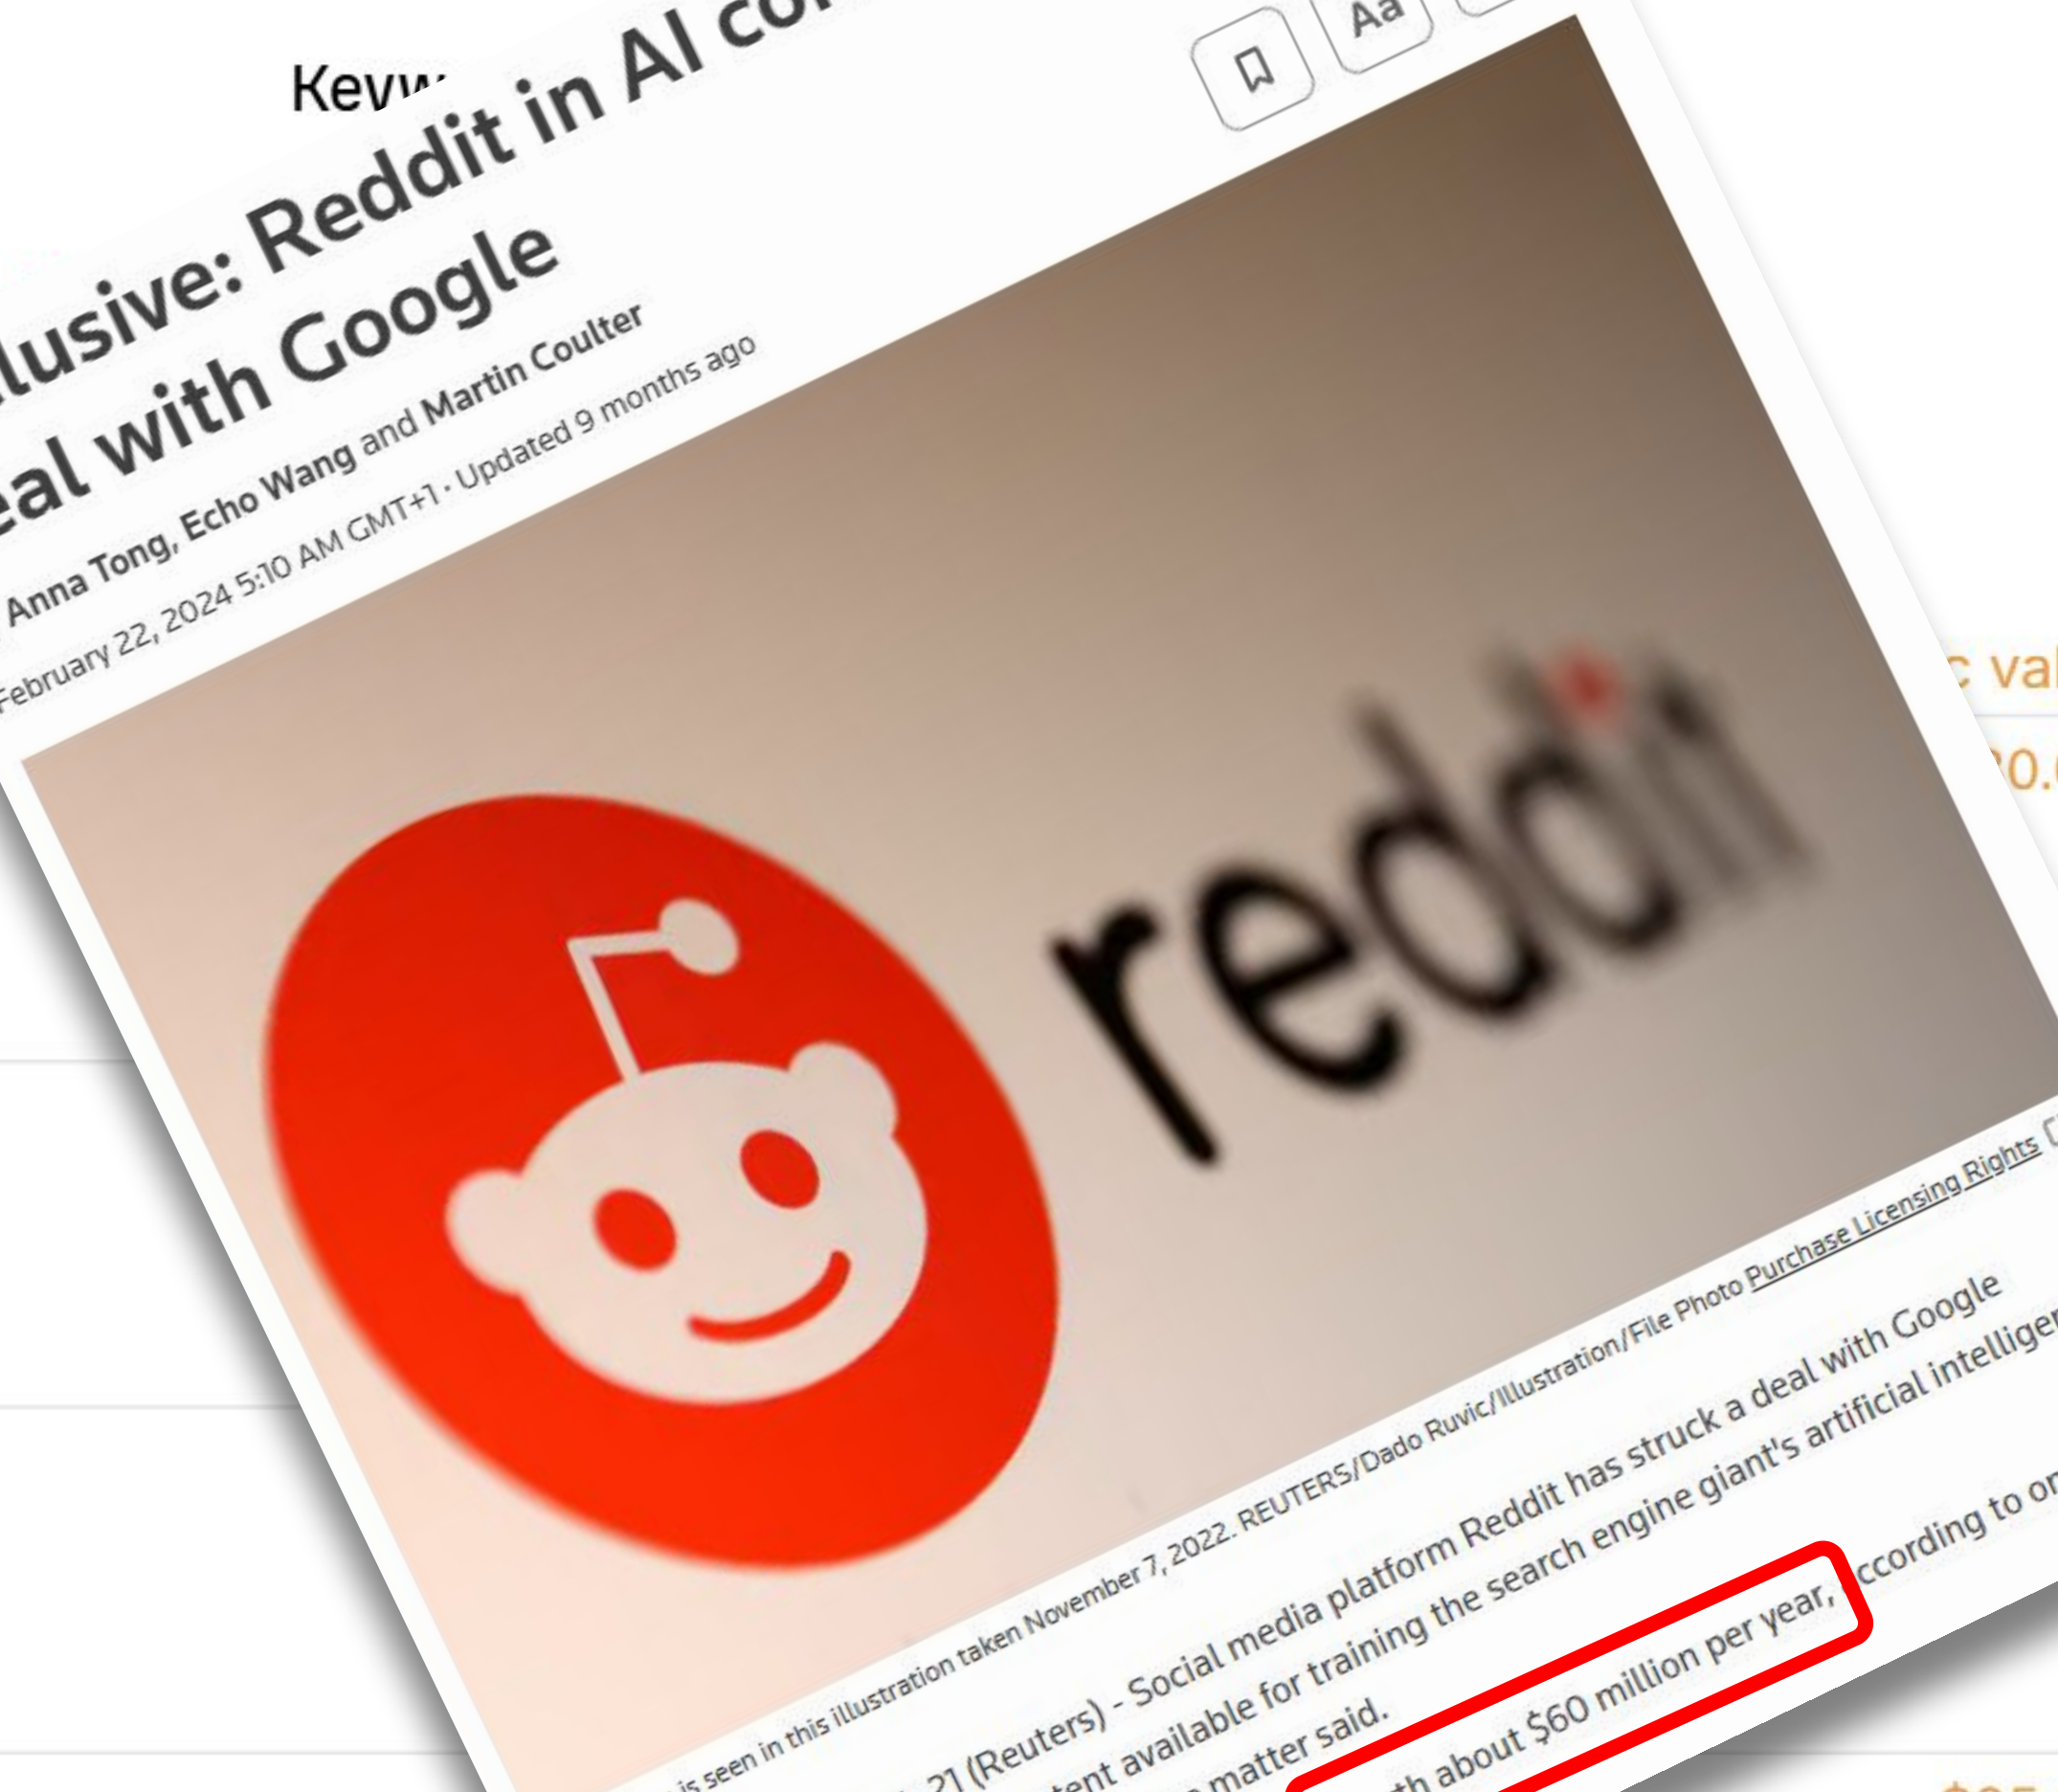 Keyw
lusive: Reddit in AI co
eal with Google
Anna Tong, Echo Wang and Martin Coulter
February 22, 2024 5:10 AM GMT+1 · Updated 9 months ago
Aa
reddit
c val
0.
is seen in this illustration taken November 7, 2022. REUTERS/Dado Ruvic/Illustration/File Photo Purchase Licensing Rights
21 (Reuters) - Social media platform Reddit has struck a deal with Google
tent available for training the search engine giant's artificial intelligen
matter said.
th about $60 million per year, ccording to on